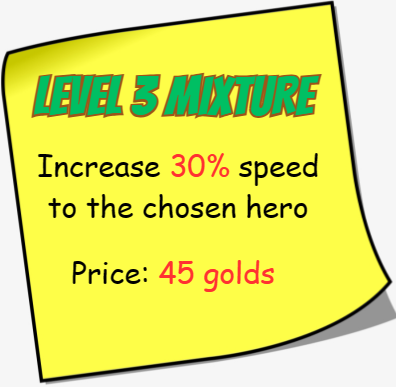 LEVEL 3 MIXTURE
Increase 30% speed
to the chosen hero
Price: 45 golds